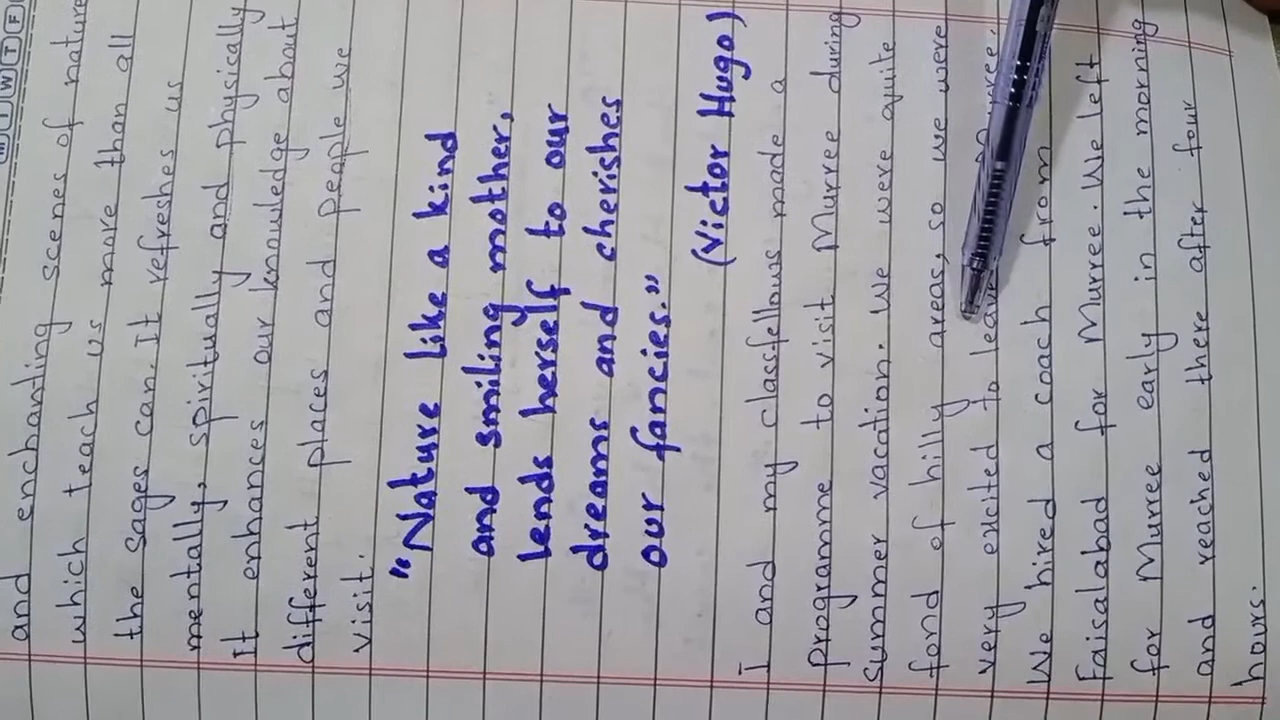 M T W T F
and enchanting scenes of nature
which teach us more than all
the sages can. It refreshes us
mentally, spiritually and physically
It enhances our knowledge about
different places and people we
visit.
"Nature like a kind
and smiling mother,
lends herself to our
dreams and cherishes
our fancies."
(Victor Hugo)
I and my classfellows made a
programme to visit Murree during
summer vacation. We were quite
fond of hilly areas, so we were
very excited to leave
We hired a coach from
Faisalabad for Murree. We left
for Murree early in the morning
and reached there after four
hours.